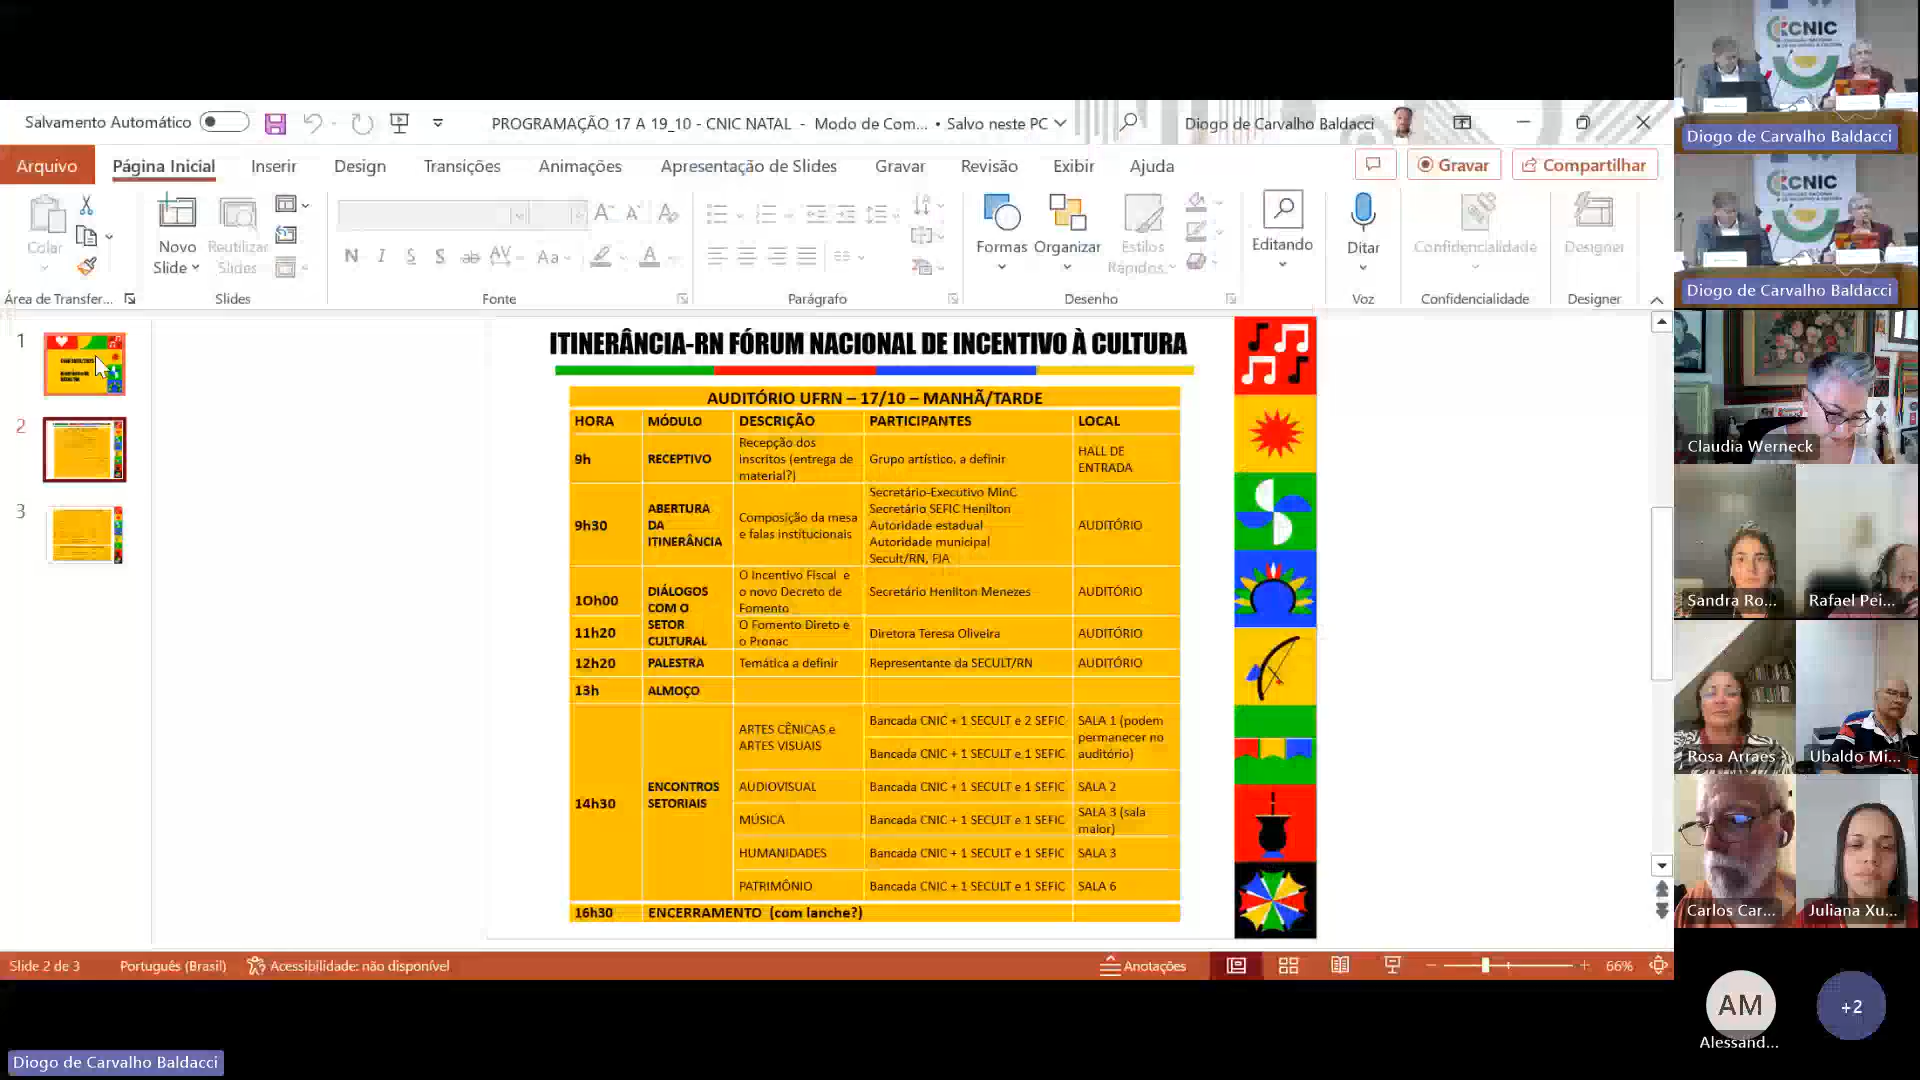 Salvamento Automático
PROGRAMAÇÃO 17 A 19_10 - CNIC NATAL - Modo de Com... • Salvo neste PC
Diogo de Carvalho Baldacci
Arquivo Página Inicial Inserir Design Transições Animações Apresentação de Slides Gravar Revisão Exibir Ajuda
Gravar
Compartilhar
Colar
Novo Slide
Reutilizar Slides
N I S S ab AV Aa A
Formas
Organizar
Estilos Rápidos
Editando
Ditar
Confidencialidade
Designer
Área de Transfer...
Slides
Fonte
Parágrafo
Desenho
Voz
Confidencialidade
Designer
1
2
3
ITINERÂNCIA-RN FÓRUM NACIONAL DE INCENTIVO À CULTURA
AUDITÓRIO UFRN – 17/10 – MANHÃ/TARDE
HORA MÓDULO DESCRIÇÃO PARTICIPANTES LOCAL
9h RECEPTIVO Recepção dos inscritos (entrega de material?) Grupo artístico, a definir HALL DE ENTRADA
9h30 ABERTURA DA ITINERÂNCIA Composição da mesa e falas institucionais
Secretário-Executivo MinC
Secretário SEFIC Henilton
Autoridade estadual
Autoridade municipal
Secult/RN, FJA
AUDITÓRIO
1Oh00 DIÁLOGOS COM O SETOR CULTURAL O Incentivo Fiscal e o novo Decreto de Fomento Secretário Henilton Menezes AUDITÓRIO
11h20 O Fomento Direto e o Pronac Diretora Teresa Oliveira AUDITÓRIO
12h20 PALESTRA Temática a definir Representante da SECULT/RN AUDITÓRIO
13h ALMOÇO
14h30 ENCONTROS SETORIAIS ARTES CÊNICAS e ARTES VISUAIS Bancada CNIC + 1 SECULT e 2 SEFIC SALA 1 (podem permanecer no auditório)
Bancada CNIC + 1 SECULT e 1 SEFIC
AUDIOVISUAL Bancada CNIC + 1 SECULT e 1 SEFIC SALA 2
MÚSICA Bancada CNIC + 1 SECULT e 1 SEFIC SALA 3 (sala maior)
HUMANIDADES Bancada CNIC + 1 SECULT e 1 SEFIC SALA 3
PATRIMÔNIO Bancada CNIC + 1 SECULT e 1 SEFIC SALA 6
16h30 ENCERRAMENTO (com lanche?)
Slide 2 de 3
Português (Brasil)
Acessibilidade: não disponível
Anotações
66%
Diogo de Carvalho Baldacci
CNIC
Diogo de Carvalho Baldacci
CNIC
Diogo de Carvalho Baldacci
Claudia Werneck
Sandra Ro...
Rafael Pei...
Rosa Arraes
Ubaldo Mi...
Carlos Car...
Juliana Xu...
AM
Alessand...
+2